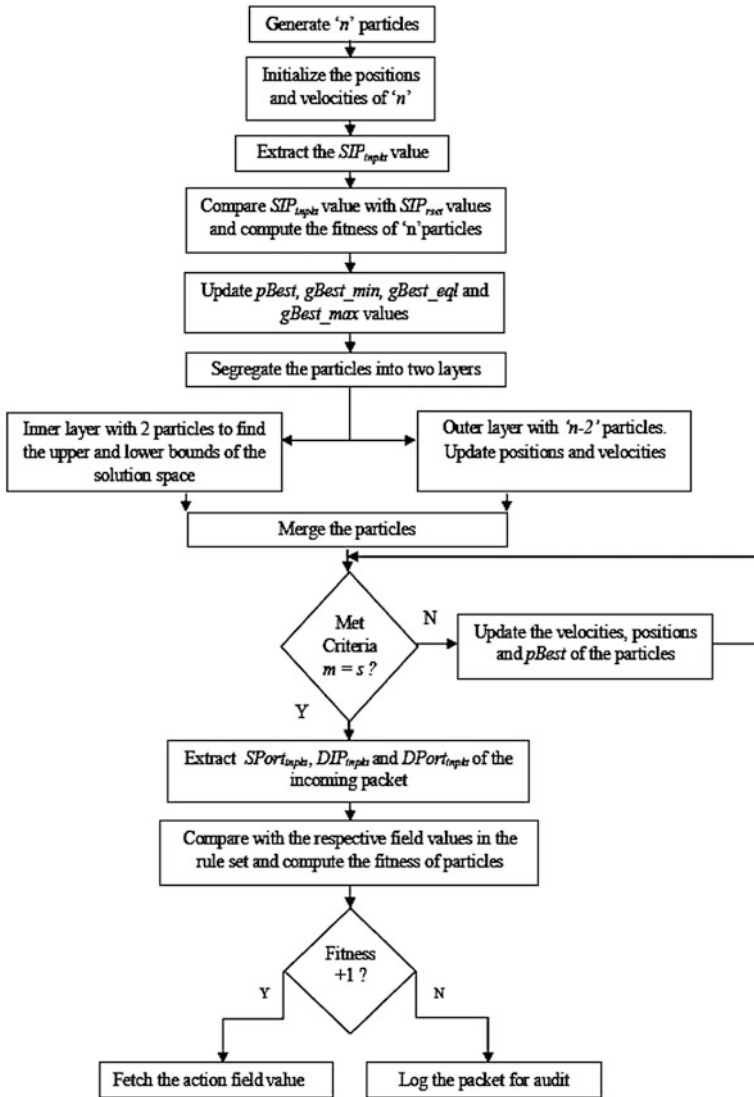 Generate ‘n’ particles
Initialize the positions
and velocities of ‘n’
Extract the SIPinpkt value
Compare SIPinpkt value with SIPrset values
and compute the fitness of ‘n’particles
Update pBest, gBest_min, gBest_eql and
gBest_max values
Segregate the particles into two layers
Inner layer with 2 particles to find
the upper and lower bounds of the
solution space
Outer layer with ‘n-2’ particles.
Update positions and velocities
Merge the particles
Met
Criteria
m = s ?
N
Update the velocities, positions
and pBest of the particles
Y
Extract SPortinpkt, DIPinpkt and DPortinpkt of the
incoming packet
Compare with the respective field values in the
rule set and compute the fitness of particles
Fitness
+1 ?
Y
N
Fetch the action field value
Log the packet for audit